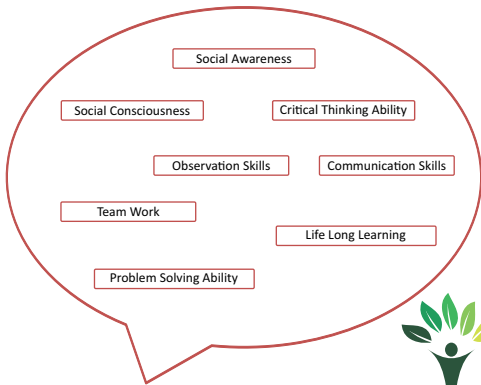 Social Awareness
Social Consciousness
Critical Thinking Ability
Observation Skills
Communication Skills
Team Work
Life Long Learning
Problem Solving Ability